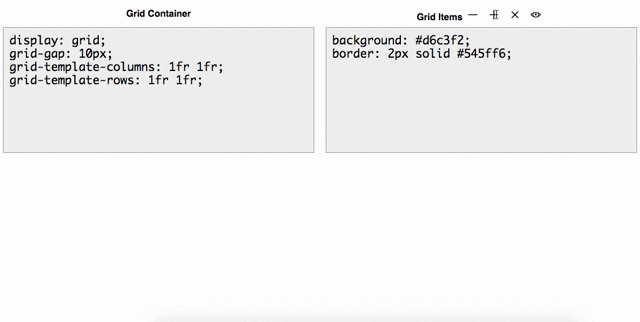 Grid Container
display: grid;
grid-gap: 10px;
grid-template-columns: 1fr 1fr;
grid-template-rows: 1fr 1fr;
Grid Items
background: #d6c3f2;
border: 2px solid #545ff6;